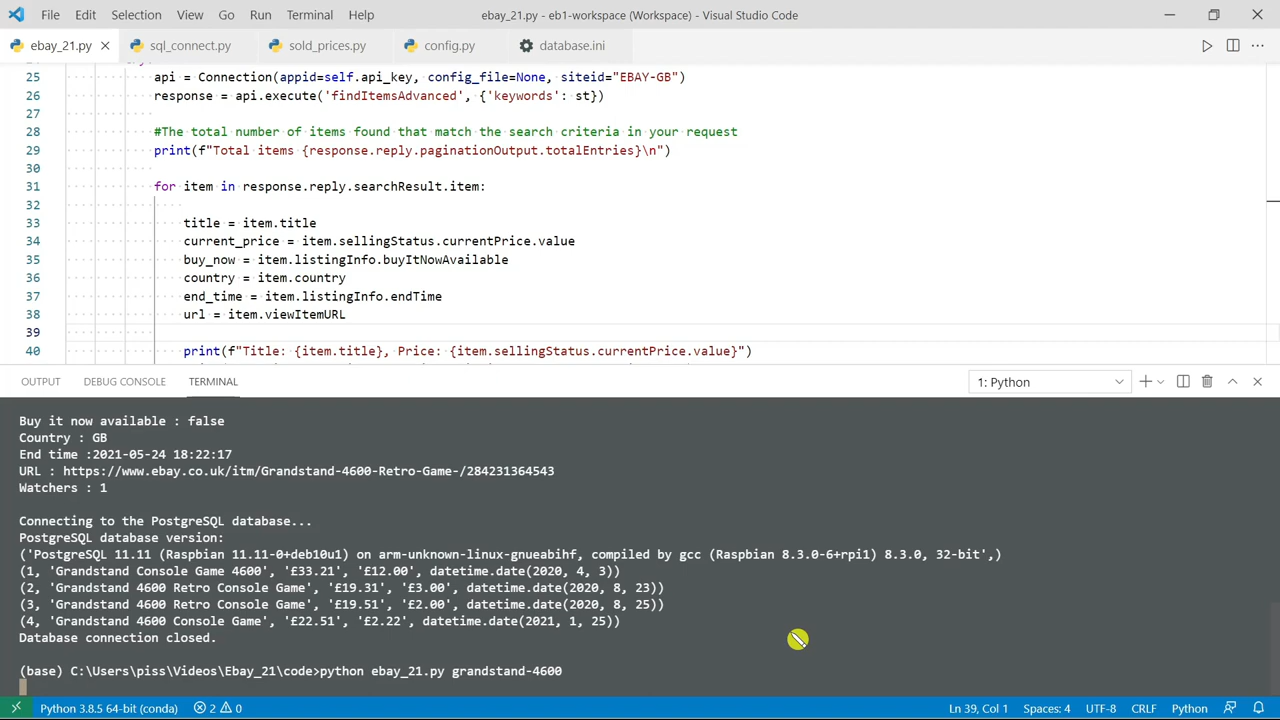 File Edit Selection View Go Run Terminal Help ebay_21.py - eb1-workspace (Workspace) - Visual Studio Code
ebay_21.py sql_connect.py sold_prices.py config.py database.ini
25 api = Connection(appid=self.api_key, config_file=None, siteid="EBAY-GB")
26 response = api.execute('findItemsAdvanced', {'keywords': st})
27
28 #The total number of items found that match the search criteria in your request
29 print(f"Total items {response.reply.paginationOutput.totalEntries}\n")
30
31 for item in response.reply.searchResult.item:
32
33 title = item.title
34 current_price = item.sellingStatus.currentPrice.value
35 buy_now = item.listingInfo.buyItNowAvailable
36 country = item.country
37 end_time = item.listingInfo.endTime
38 url = item.viewItemURL
39
40 print(f"Title: {item.title}, Price: {item.sellingStatus.currentPrice.value}")
OUTPUT DEBUG CONSOLE TERMINAL 1: Python
Buy it now available : false
Country : GB
End time :2021-05-24 18:22:17
URL : https://www.ebay.co.uk/itm/Grandstand-4600-Retro-Game-/284231364543
Watchers : 1
Connecting to the PostgreSQL database...
PostgreSQL database version:
('PostgreSQL 11.11 (Raspbian 11.11-0+deb10u1) on arm-unknown-linux-gnueabihf, compiled by gcc (Raspbian 8.3.0-6+rpi1) 8.3.0, 32-bit',)
(1, 'Grandstand Console Game 4600', '£33.21', '£12.00', datetime.date(2020, 4, 3))
(2, 'Grandstand 4600 Retro Console Game', '£19.31', '£3.00', datetime.date(2020, 8, 23))
(3, 'Grandstand 4600 Retro Console Game', '£19.51', '£2.00', datetime.date(2020, 8, 25))
(4, 'Grandstand 4600 Console Game', '£22.51', '£2.22', datetime.date(2021, 1, 25))
Database connection closed.
(base) C:\Users\piss\Videos\Ebay_21\code>python ebay_21.py grandstand-4600
Python 3.8.5 64-bit (conda) 2 0 Ln 39, Col 1 Spaces: 4 UTF-8 CRLF Python